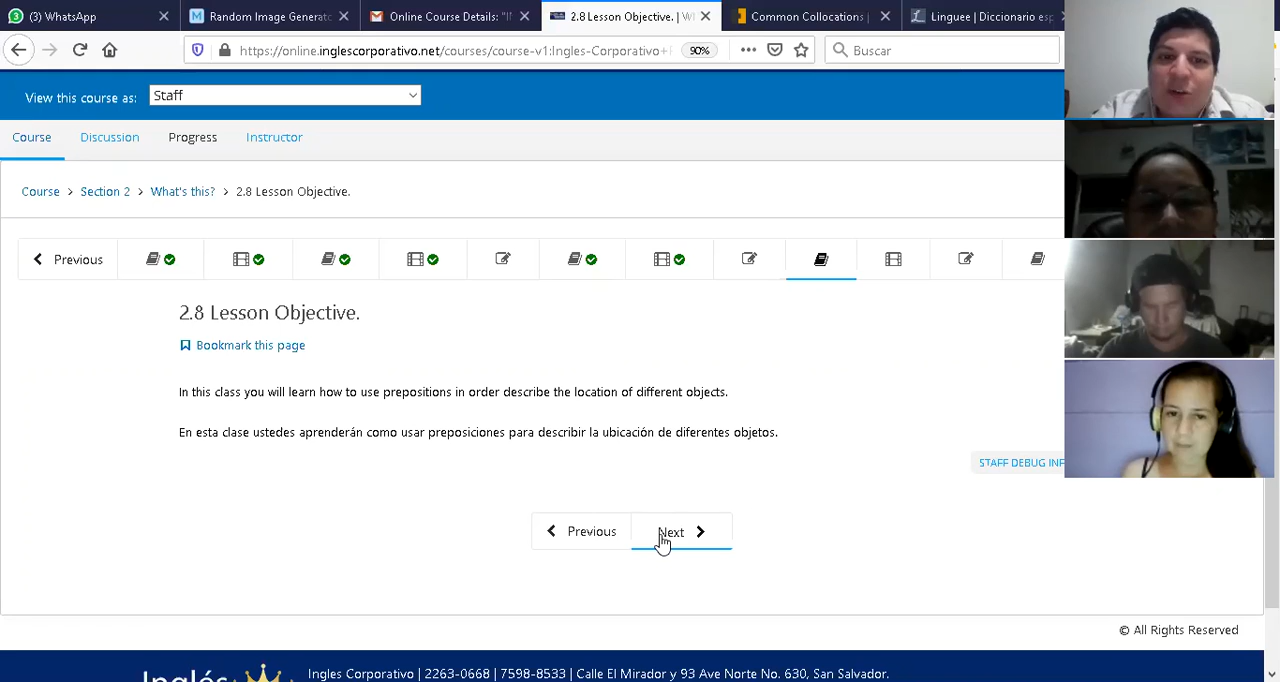 (3) WhatsApp
Random Image Generato
Online Course Details: "I
2.8 Lesson Objective. | W
Common Collocations
Linguee | Diccionario es
https://online.inglescorporativo.net/courses/course-v1:Ingles-Corporativo+
90%
Buscar
View this course as:
Staff
Course
Discussion
Progress
Instructor
Course > Section 2 > What's this? > 2.8 Lesson Objective.
Previous
2.8 Lesson Objective.
Bookmark this page
In this class you will learn how to use prepositions in order describe the location of different objects.
En esta clase ustedes aprenderán como usar preposiciones para describir la ubicación de diferentes objetos.
STAFF DEBUG INF
Previous
Next
© All Rights Reserved
Inglés
Ingles Corporativo | 2263-0668 | 7598-8533 | Calle El Mirador y 93 Ave Norte No. 630, San Salvador.